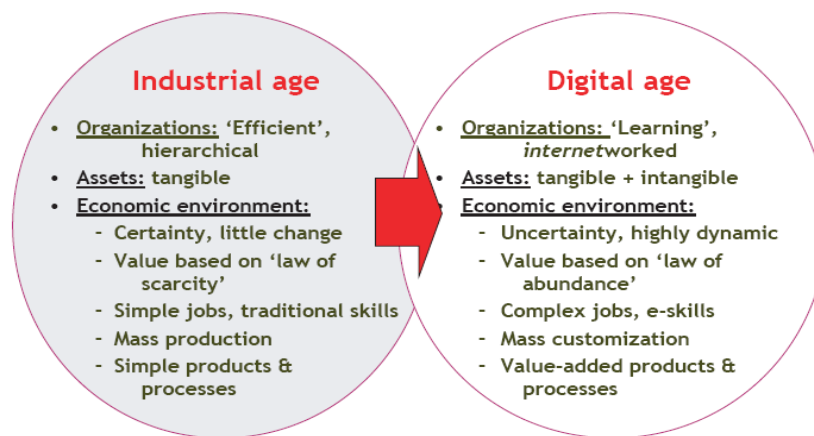 Industrial age
• Organizations: ‘Efficient’,
hierarchical
• Assets: tangible
• Economic environment:
- Certainty, little change
- Value based on ‘law of
scarcity’
- Simple jobs, traditional skills
- Mass production
- Simple products &
processes
Digital age
• Organizations: ‘Learning’,
internetworked
• Assets: tangible + intangible
• Economic environment:
- Uncertainty, highly dynamic
- Value based on ‘law of
abundance’
- Complex jobs, e-skills
- Mass customization
- Value-added products &
processes